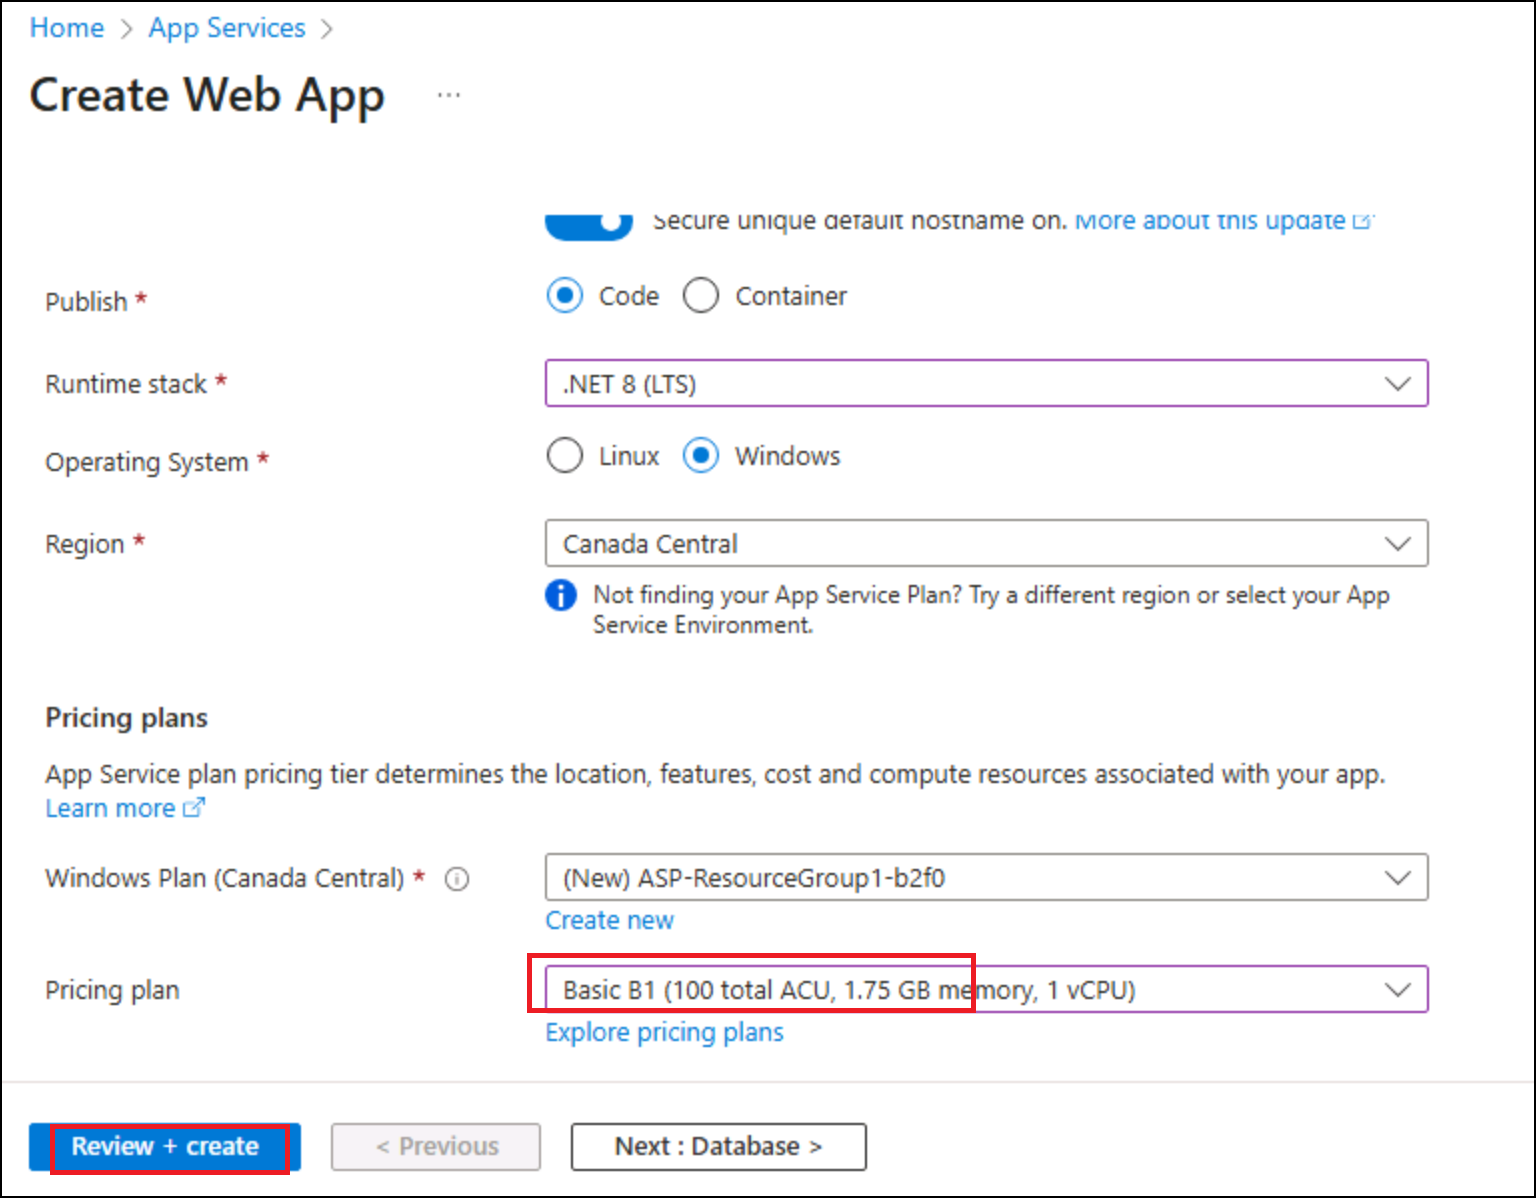 Home > App Services >
Create Web App ...
Secure unique default hostname on. More about this update
Publish * Code Container
Runtime stack * .NET 8 (LTS)
Operating System * Linux Windows
Region * Canada Central
Not finding your App Service Plan? Try a different region or select your App
Service Environment.
Pricing plans
App Service plan pricing tier determines the location, features, cost and compute resources associated with your app.
Learn more
Windows Plan (Canada Central) * (New) ASP-ResourceGroup1-b2f0
Create new
Pricing plan Basic B1 (100 total ACU, 1.75 GB memory, 1 vCPU)
Explore pricing plans
Review + create < Previous Next : Database >